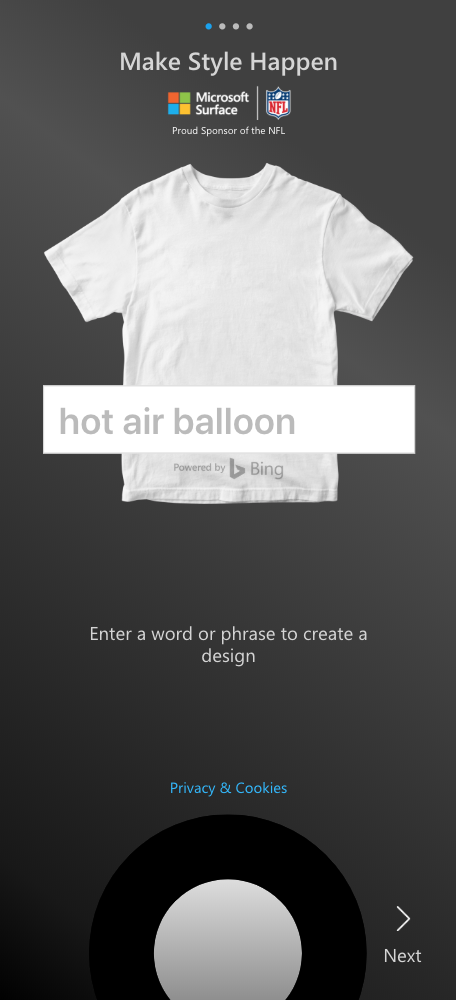 Make Style Happen
Microsoft
Surface
NFL
Proud Sponsor of the NFL
hot air balloon
Powered by Bing
Enter a word or phrase to create a
design
Privacy & Cookies
Next